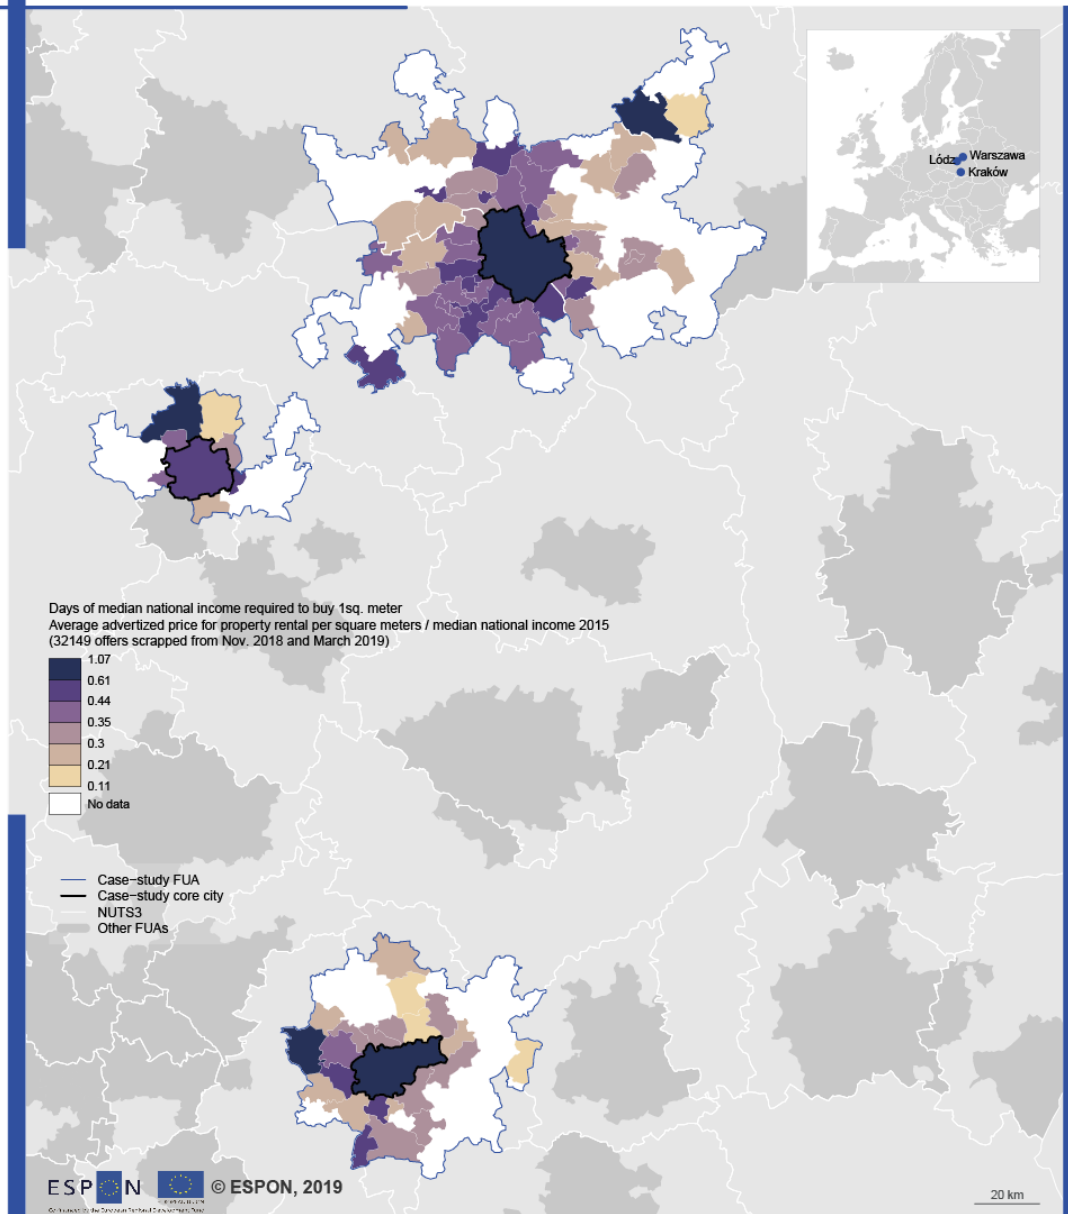 Lódz
Warszawa
Kraków
Days of median national income required to buy 1sq. meter
Average advertized price for property rental per square meters / median national income 2015
(32149 offers scrapped from Nov. 2018 and March 2019)
1.07
0.61
0.44
0.35
0.3
0.21
0.11
No data
Case-study FUA
Case-study core city
NUTS3
Other FUAs
ESPON
© ESPON, 2019
20 km